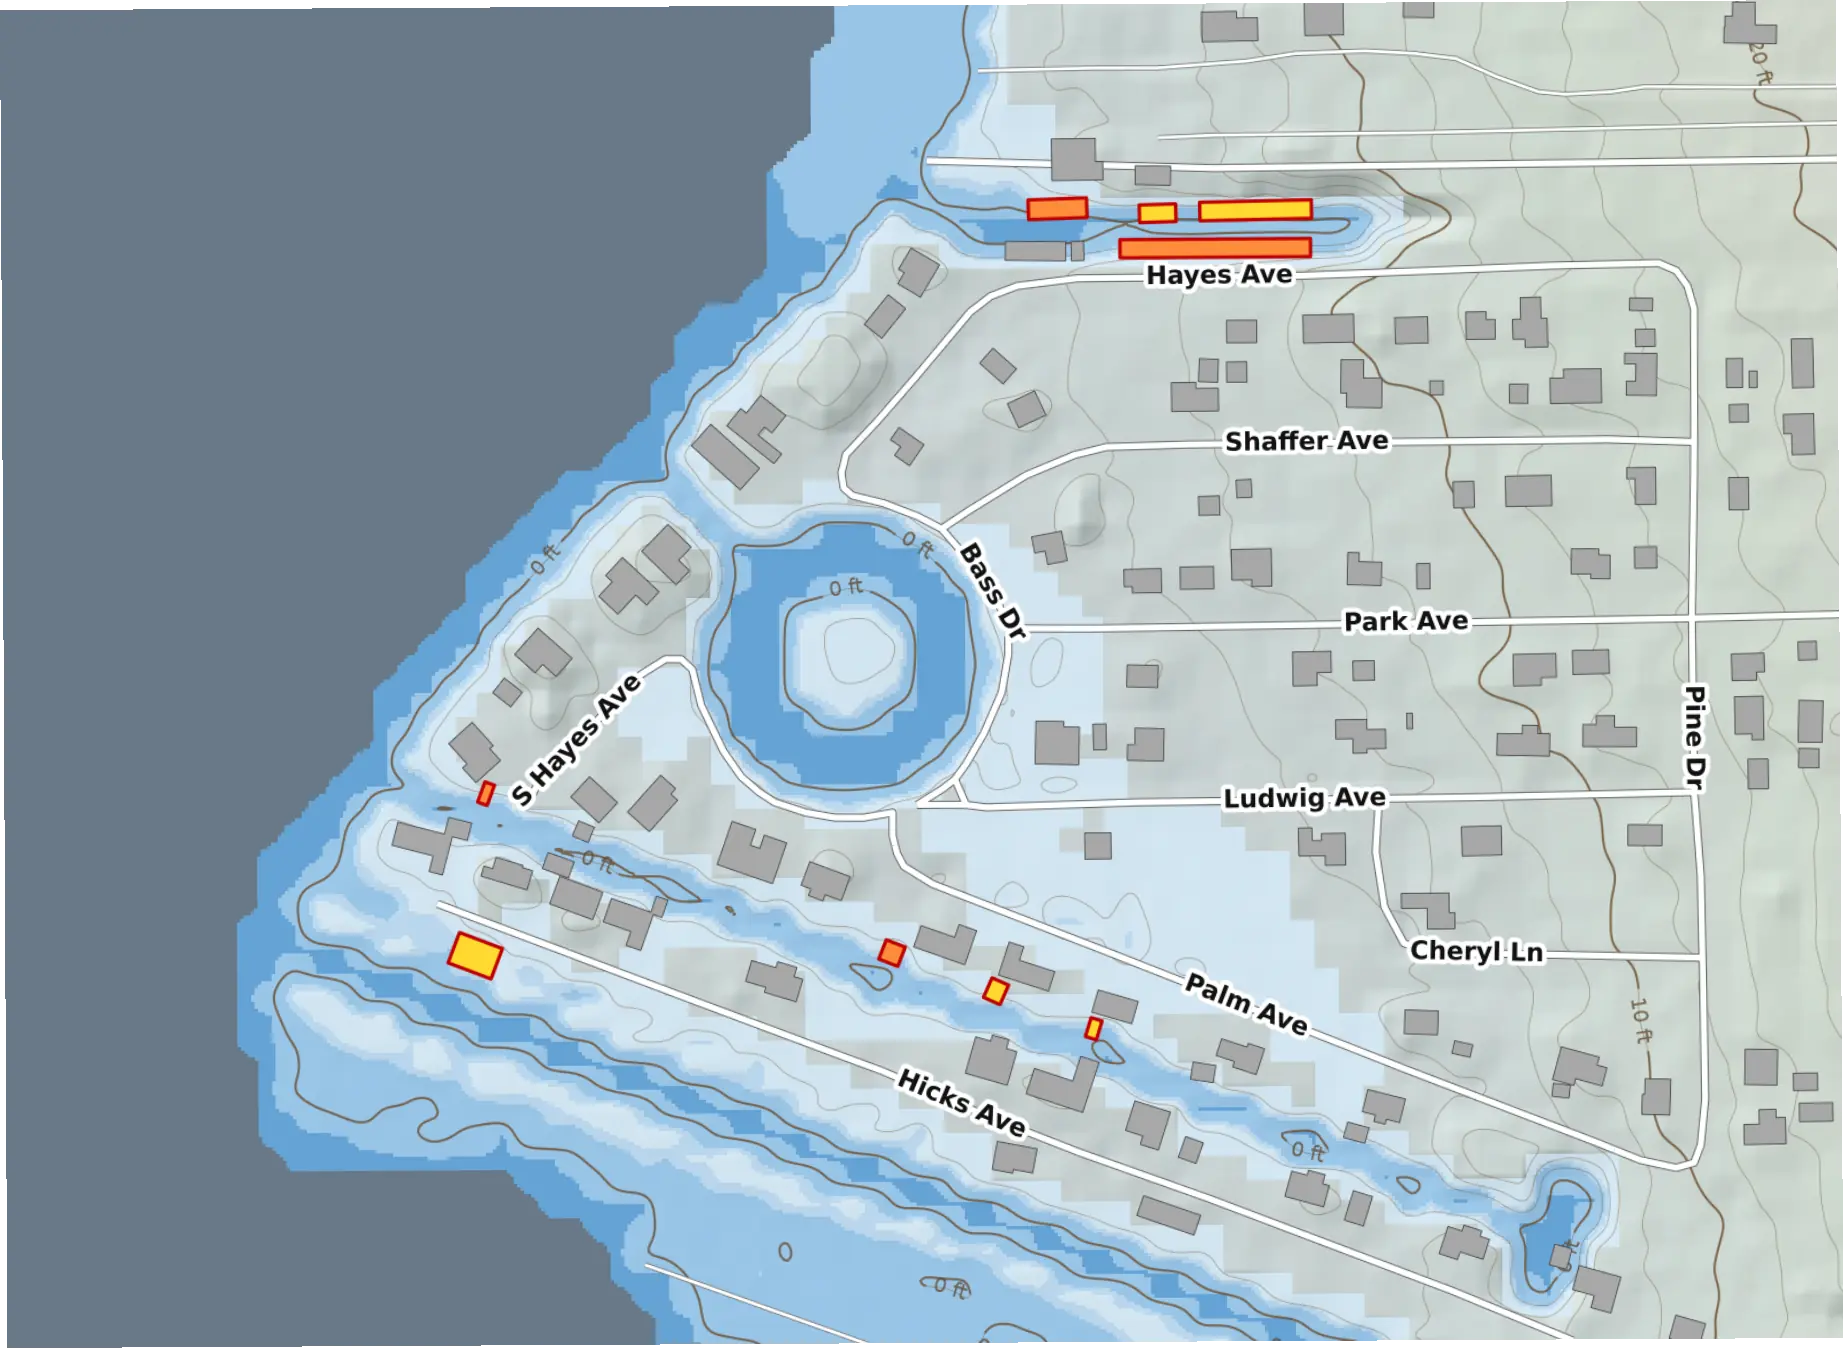 20 ft
Hayes Ave
Shaffer Ave
0 ft
0 ft
Bass Dr
0 ft
Park Ave
S Hayes Ave
Pine Dr
Ludwig Ave
0 ft
Cheryl Ln
Palm Ave
10 ft
Hicks Ave
0 ft
0 ft